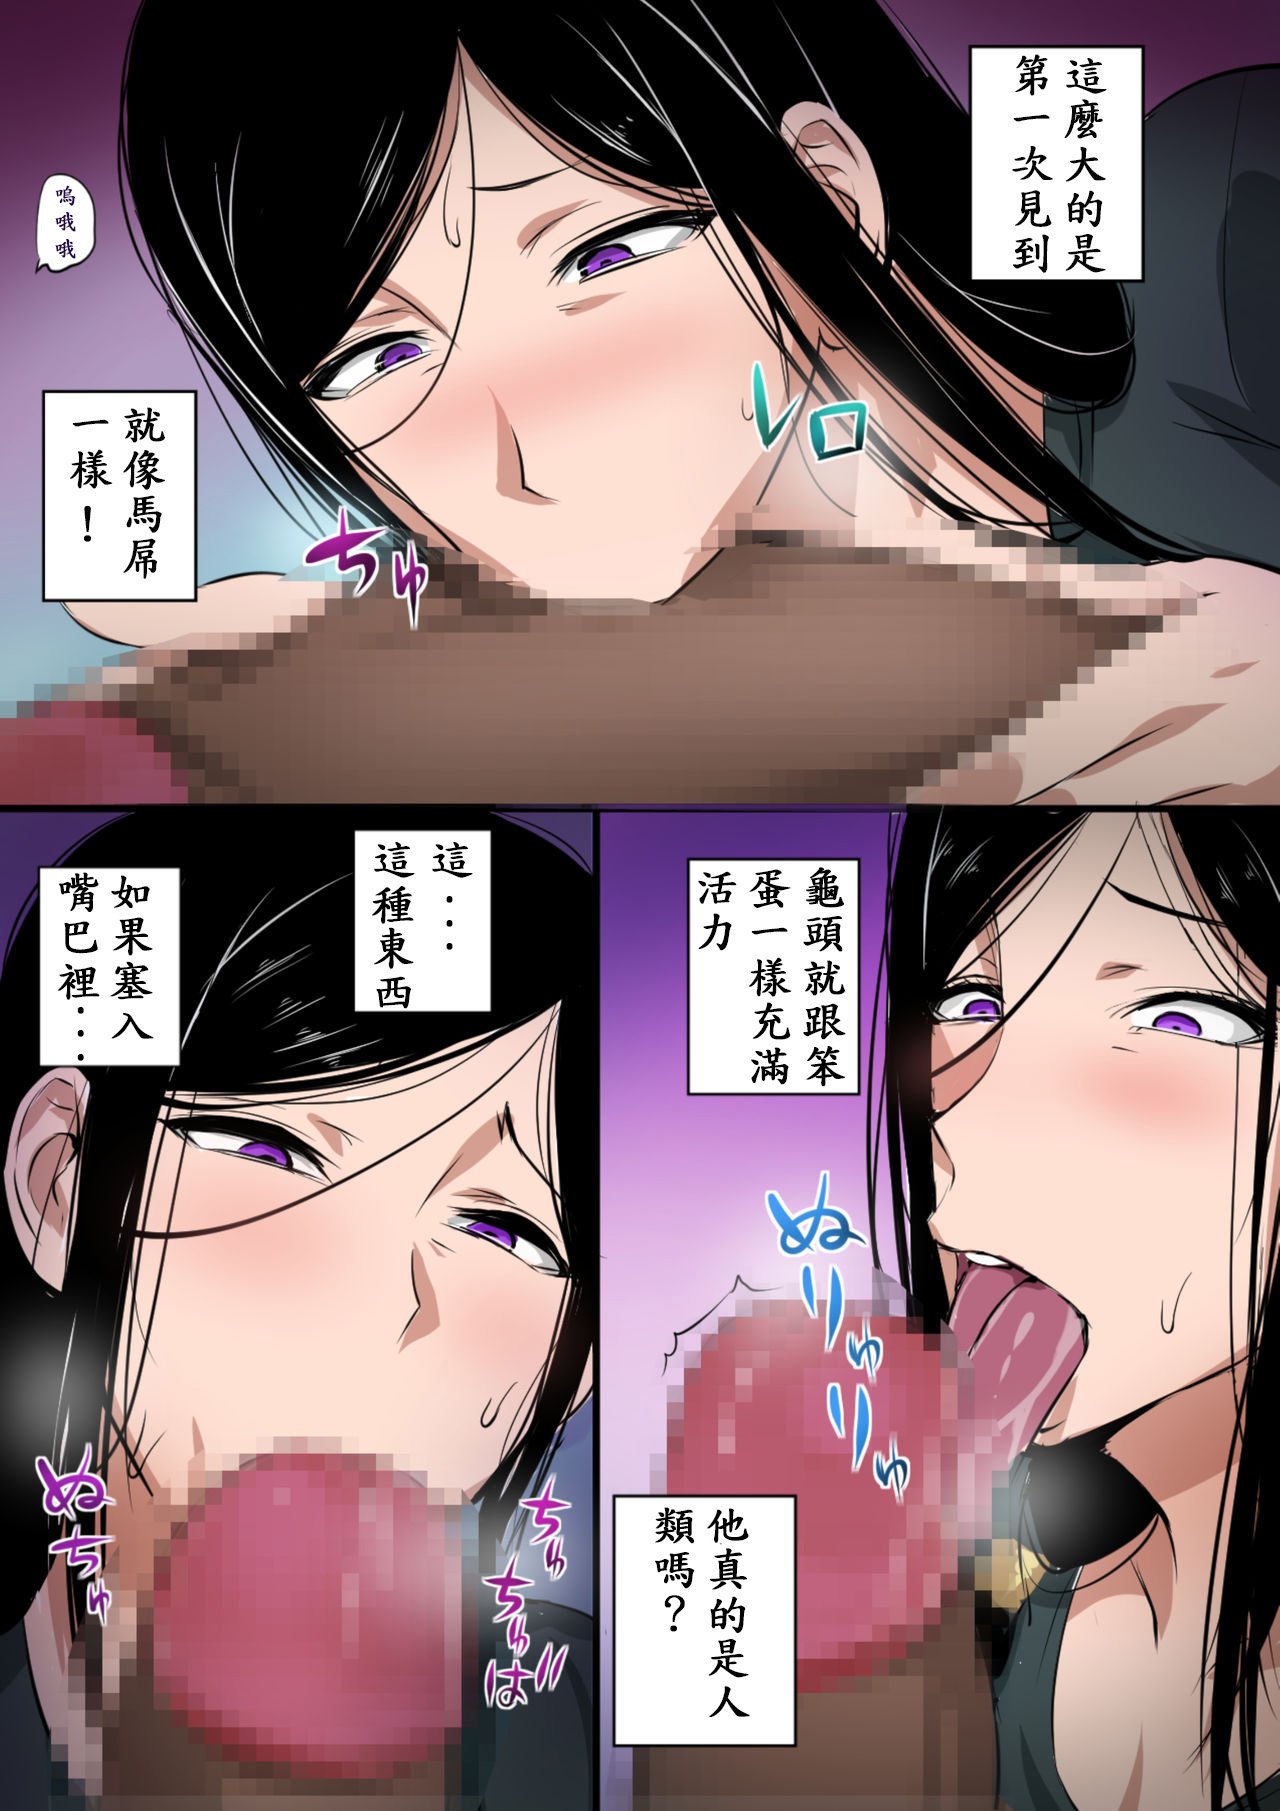 這麼大的是
第一次見到
嗚哦哦
レロ
就像馬屌
一樣！
ちゅ
龜頭就跟笨
蛋一樣充滿
活力
ぬりゅりゅ
他真的是人
類嗎？
這...
這種東西
如果塞入
嘴巴裡...
ちゅ
ちゅぱ
ぬちゅ